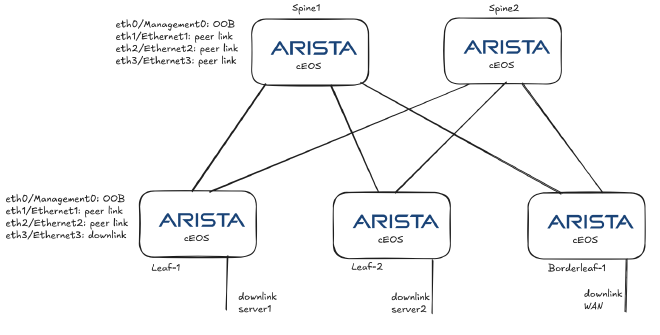 Spine1
Spine2
eth0/Management0: OOB
eth1/Ethernet1: peer link
eth2/Ethernet2: peer link
eth3/Ethernet3: peer link
ARISTA
cEOS
ARISTA
cEOS
eth0/Management0: OOB
eth1/Ethernet1: peer link
eth2/Ethernet2: peer link
eth3/Ethernet3: downlink
ARISTA
cEOS
ARISTA
cEOS
ARISTA
cEOS
Leaf-1
Leaf-2
Borderleaf-1
downlink
server1
downlink
server2
downlink
WAN